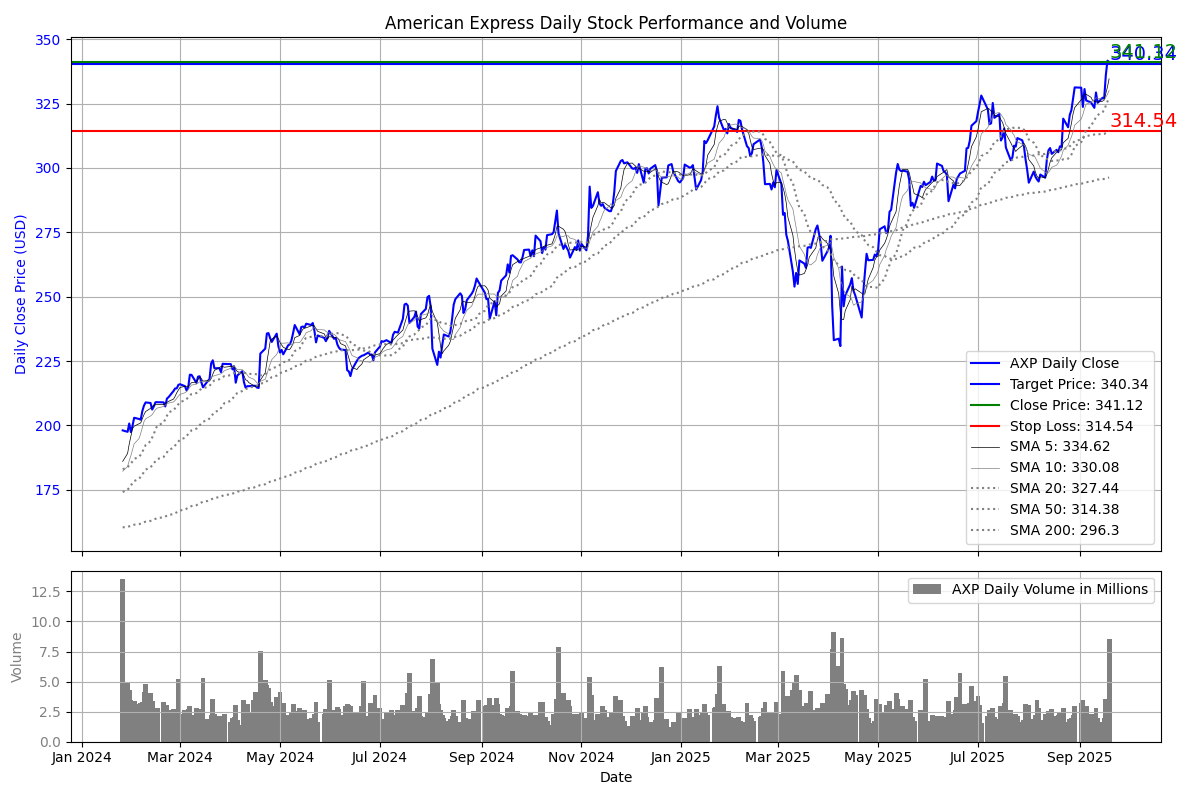 American Express Daily Stock Performance and Volume
350
325
300
275
250
225
200
175
Daily Close Price (USD)
341.12
340.34
314.54
AXP Daily Close
Target Price: 340.34
Close Price: 341.12
Stop Loss: 314.54
SMA 5: 334.62
SMA 10: 330.08
SMA 20: 327.44
SMA 50: 314.38
SMA 200: 296.3
12.5
10.0
7.5
5.0
2.5
0.0
Volume
AXP Daily Volume in Millions
Jan 2024 Mar 2024 May 2024 Jul 2024 Sep 2024 Nov 2024 Jan 2025 Mar 2025 May 2025 Jul 2025 Sep 2025
Date